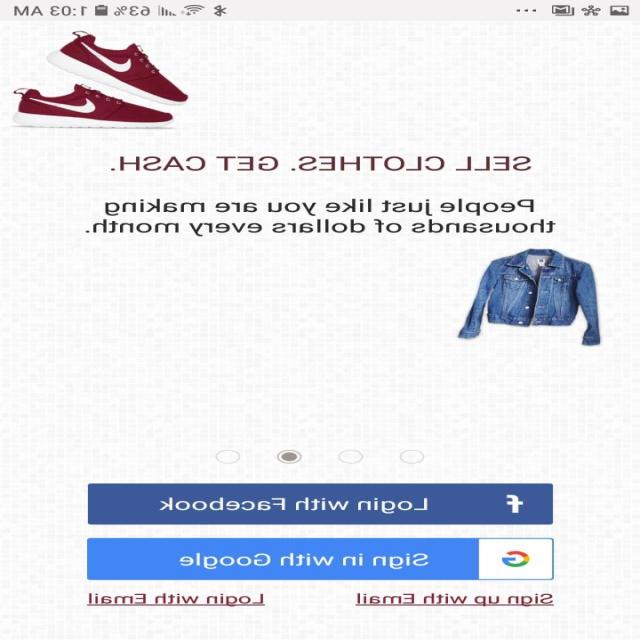 63% 1:03 AM
SELL CLOTHES. GET CASH.
People just like you are making
thousands of dollars every month.
f Login with Facebook
G Sign in with Google
Sign up with Email Login with Email